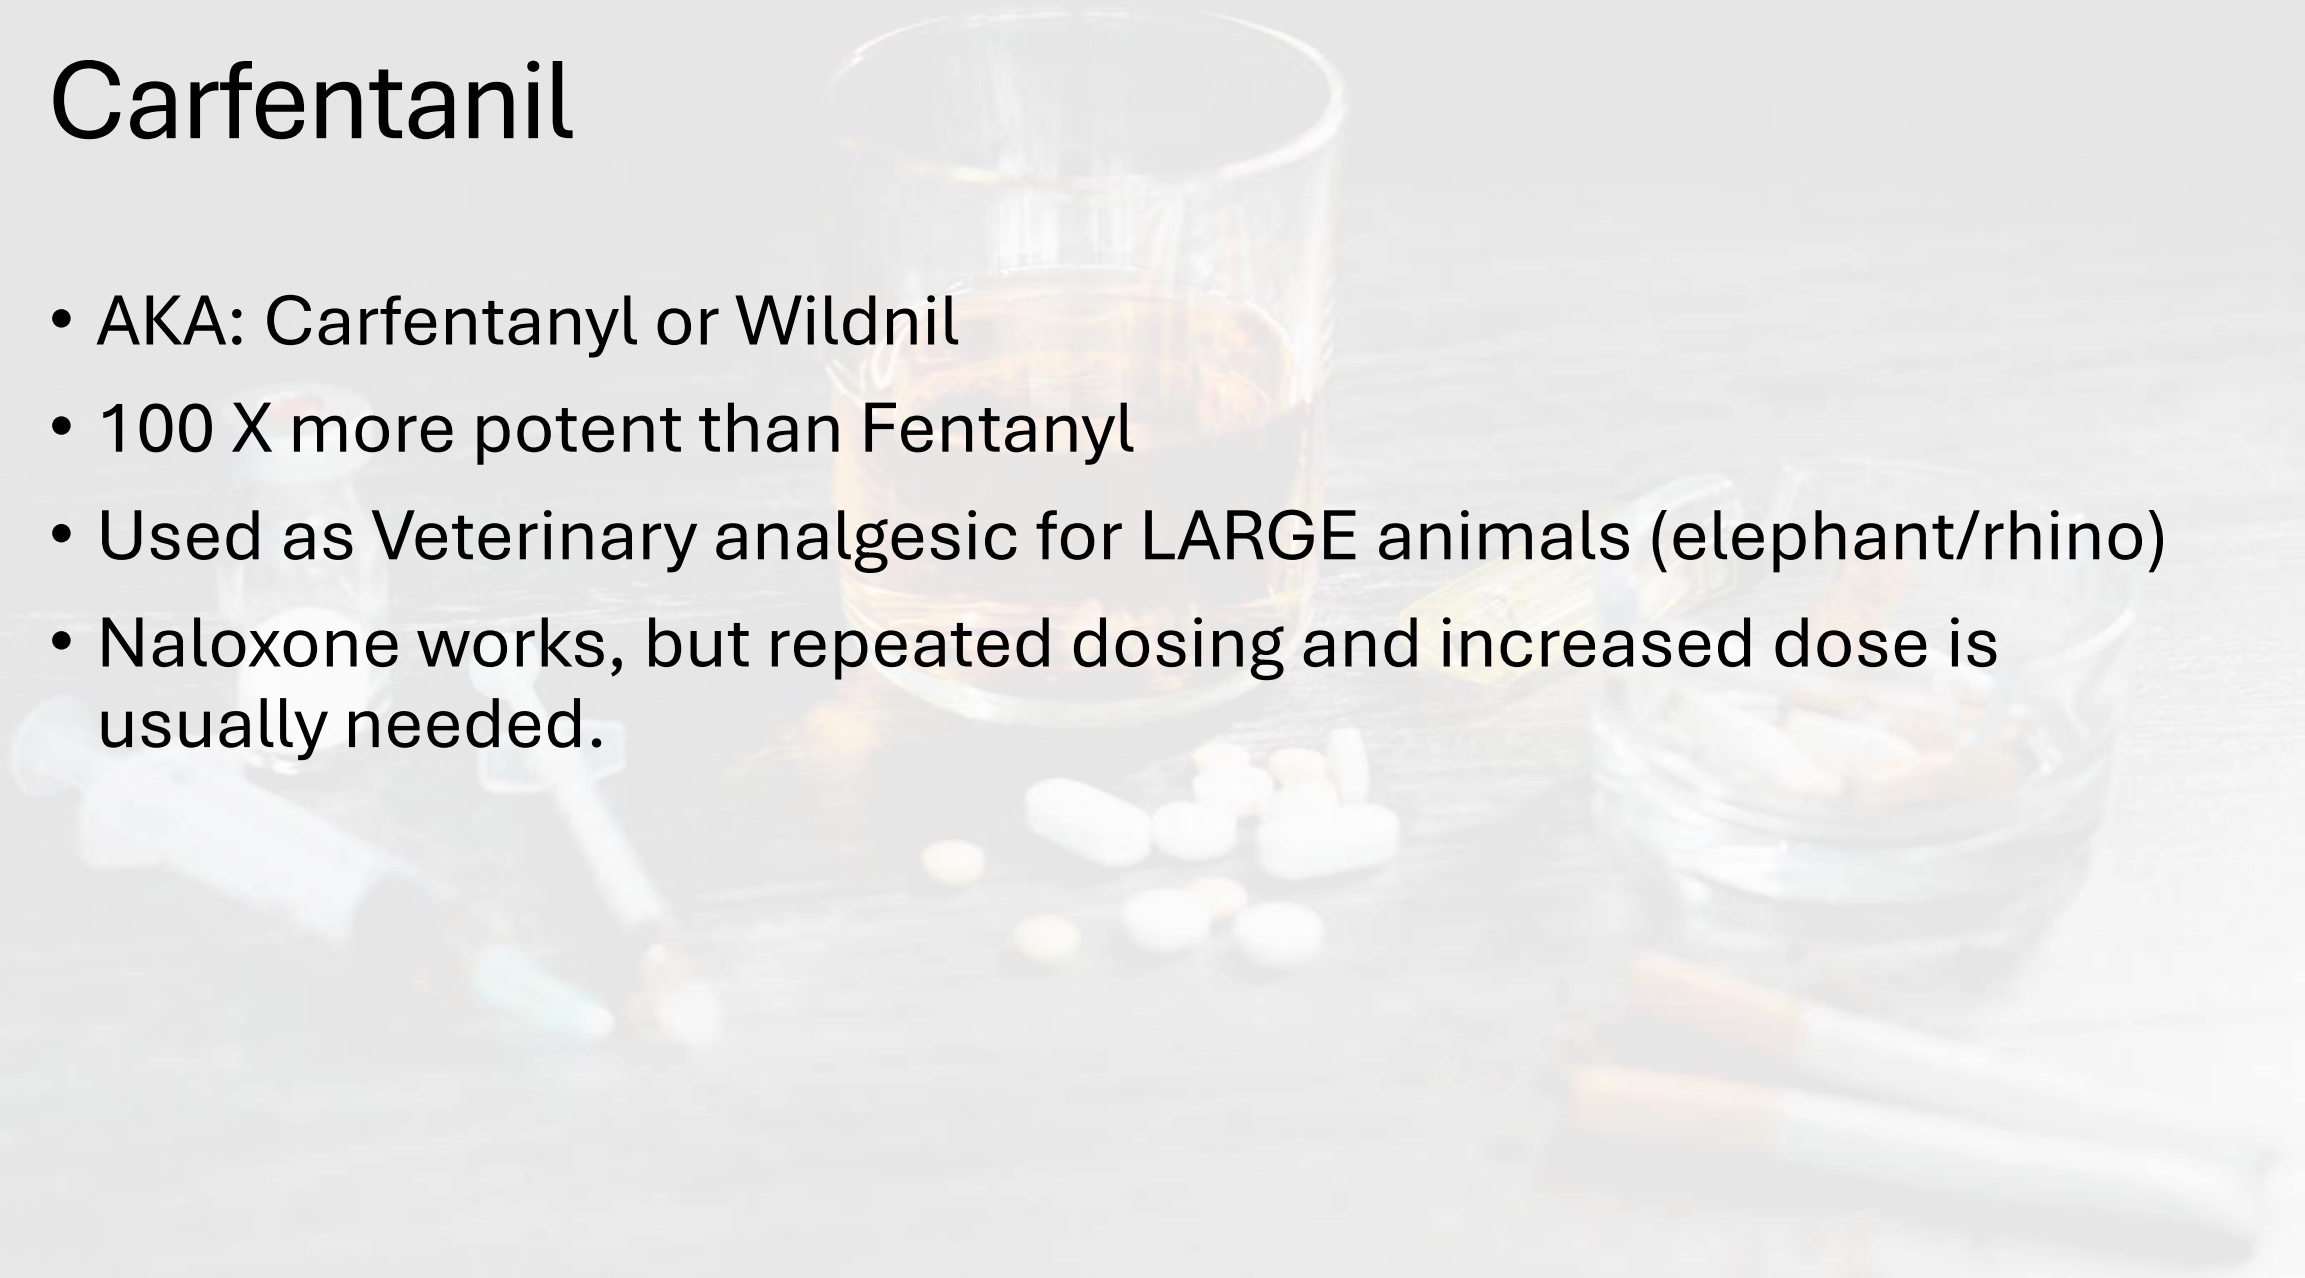 Carfentanil
• AKA: Carfentanyl or Wildnil
• 100 X more potent than Fentanyl
• Used as Veterinary analgesic for LARGE animals (elephant/rhino)
• Naloxone works, but repeated dosing and increased dose is
usually needed.